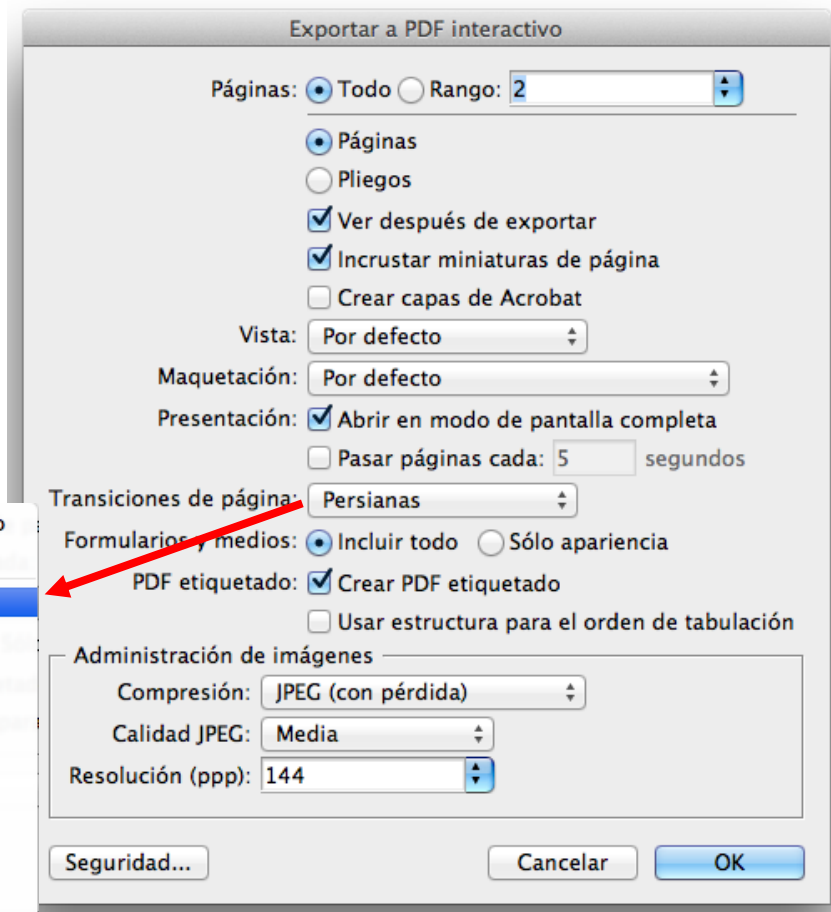 Exportar a PDF interactivo
Páginas: Todo Rango: 2
Páginas
Pliegos
Ver después de exportar
Incrustar miniaturas de página
Crear capas de Acrobat
Vista: Por defecto
Maquetación: Por defecto
Presentación: Abrir en modo de pantalla completa
Pasar páginas cada: 5 segundos
Transiciones de página: Persianas
Formularios y medios: Incluir todo Sólo apariencia
PDF etiquetado: Crear PDF etiquetado
Usar estructura para el orden de tabulación
Administración de imágenes
Compresión: JPEG (con pérdida)
Calidad JPEG: Media
Resolución (ppp): 144
Seguridad... Cancelar OK